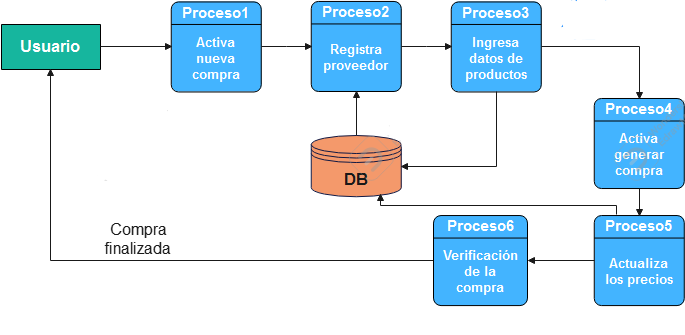 Usuario
Proceso1
Activa
nueva
compra
Proceso2
Registra
proveedor
Proceso3
Ingresa
datos de
productos
Proceso4
Activa
generar
compra
DB
Proceso5
Actualiza
los precios
Proceso6
Verificación
de la
compra
Compra
finalizada